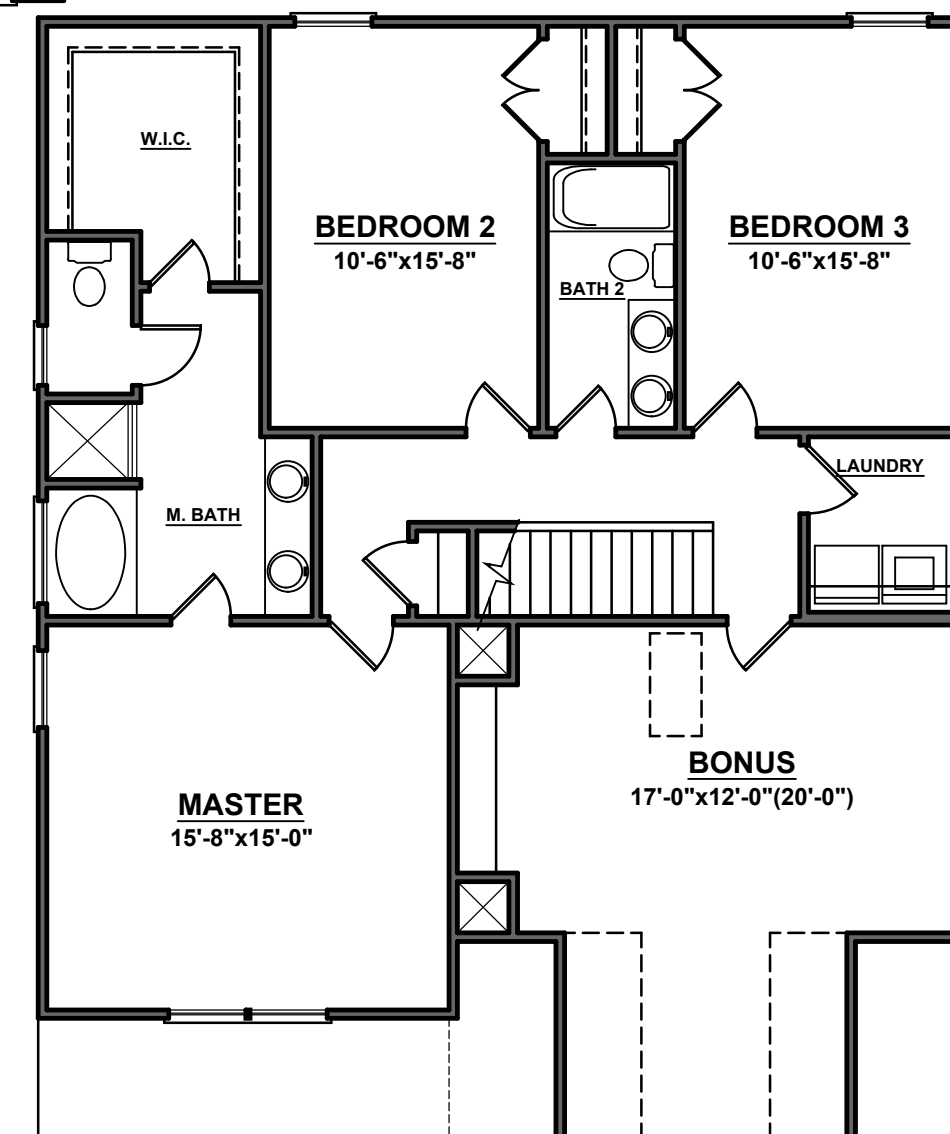 W.I.C.
BEDROOM 2
10'-6"x15'-8"
BEDROOM 3
10'-6"x15'-8"
BATH 2
LAUNDRY
M. BATH
BONUS
17'-0"x12'-0"(20'-0")
MASTER
15'-8"x15'-0"